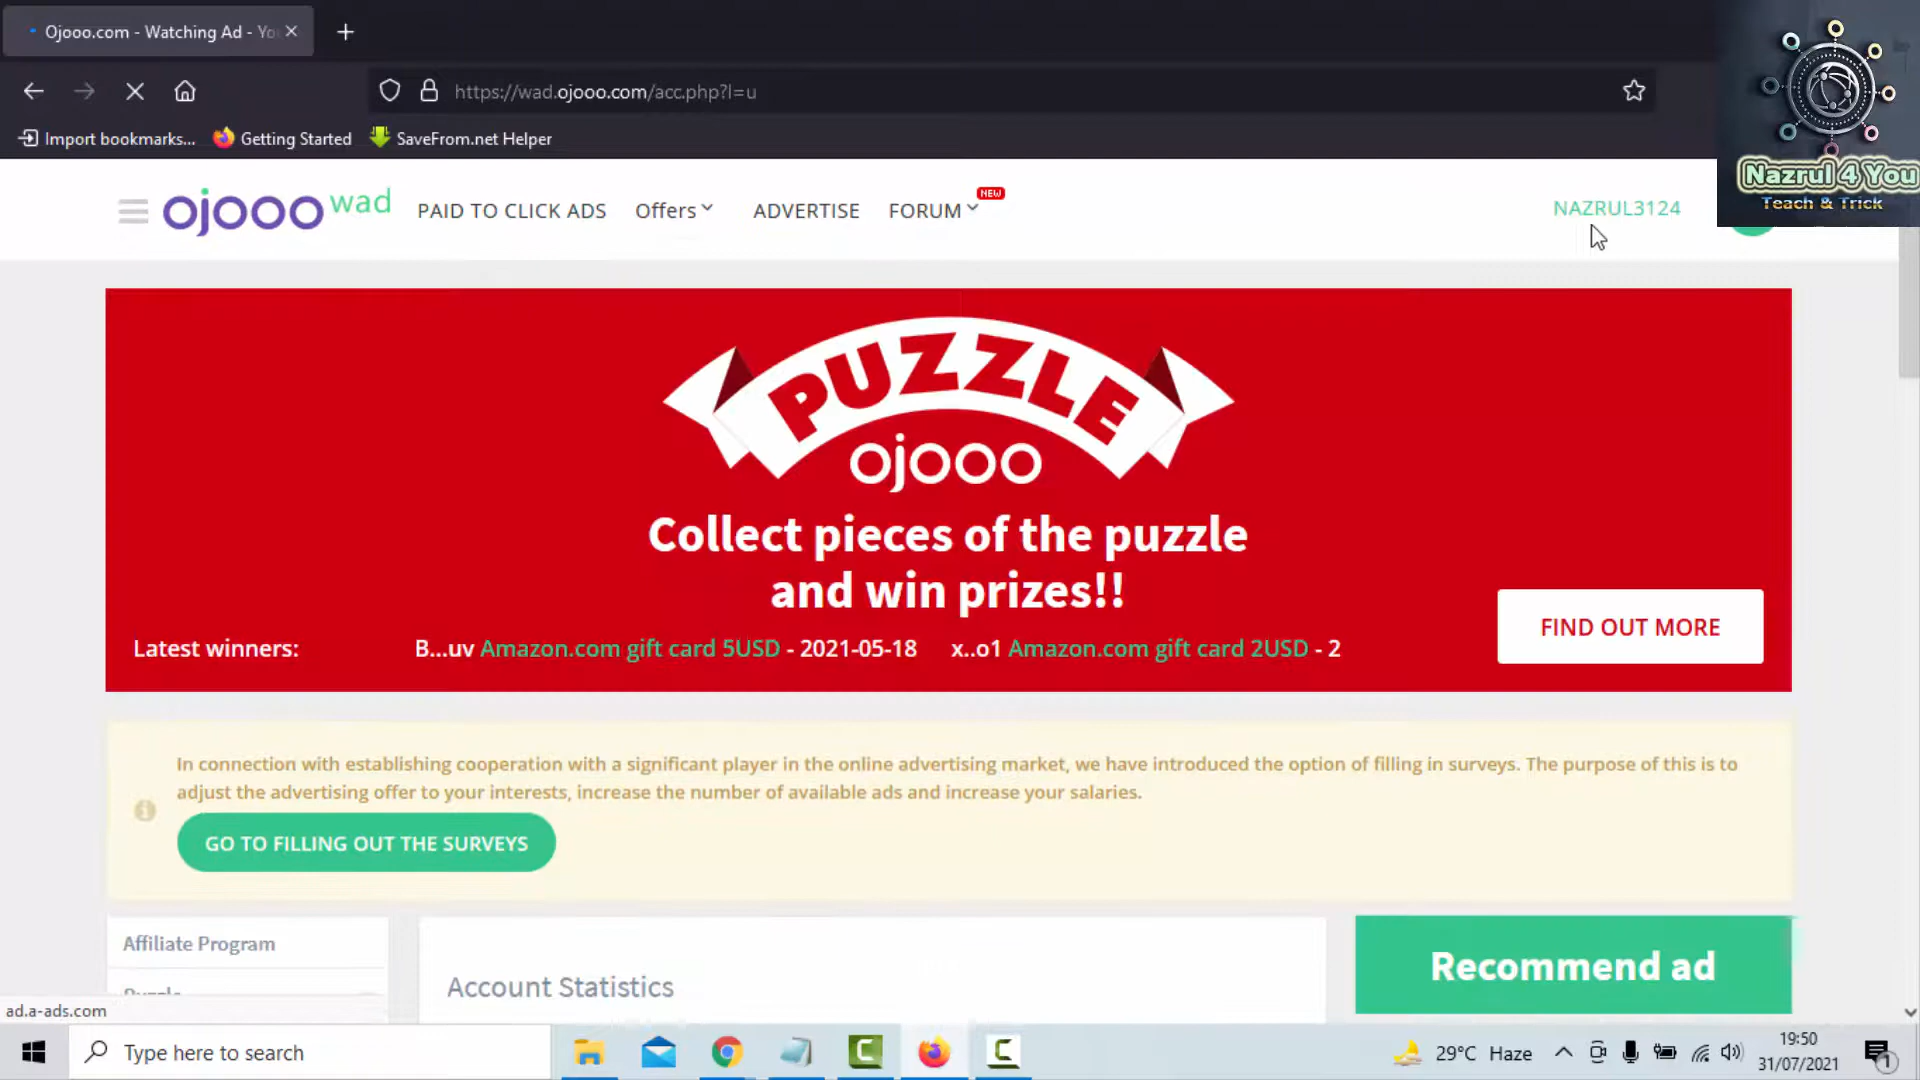 Ojooo.com - Watching Ad - Yo
https://wad.ojooo.com/acc.php?l=u
Import bookmarks...
Getting Started
SaveFrom.net Helper
Nazrul 4 You
Teach & Trick
ojooo wad
PAID TO CLICK ADS
Offers
ADVERTISE
FORUM
NEW
NAZRUL3124
PUZZLE
ojooo
Collect pieces of the puzzle
and win prizes!!
Latest winners:
B...uv Amazon.com gift card 5USD - 2021-05-18
x..o1 Amazon.com gift card 2USD - 2
FIND OUT MORE
In connection with establishing cooperation with a significant player in the online advertising market, we have introduced the option of filling in surveys. The purpose of this is to
adjust the advertising offer to your interests, increase the number of available ads and increase your salaries.
GO TO FILLING OUT THE SURVEYS
Affiliate Program
Puzzle
Account Statistics
Recommend ad
ad.a-ads.com
Type here to search
29°C Haze
19:50
31/07/2021
1